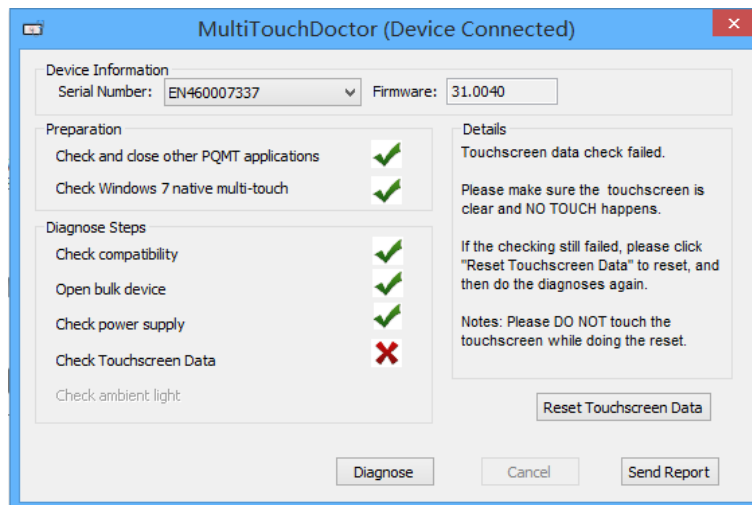 MultiTouchDoctor (Device Connected)
Device Information
Serial Number: EN460007337 Firmware: 31.0040
Preparation
Check and close other PQMT applications
Check Windows 7 native multi-touch
Diagnose Steps
Check compatibility
Open bulk device
Check power supply
Check Touchscreen Data
Check ambient light
Details
Touchscreen data check failed.
Please make sure the touchscreen is
clear and NO TOUCH happens.
If the checking still failed, please click
"Reset Touchscreen Data" to reset, and
then do the diagnoses again.
Notes: Please DO NOT touch the
touchscreen while doing the reset.
Reset Touchscreen Data
Diagnose Cancel Send Report